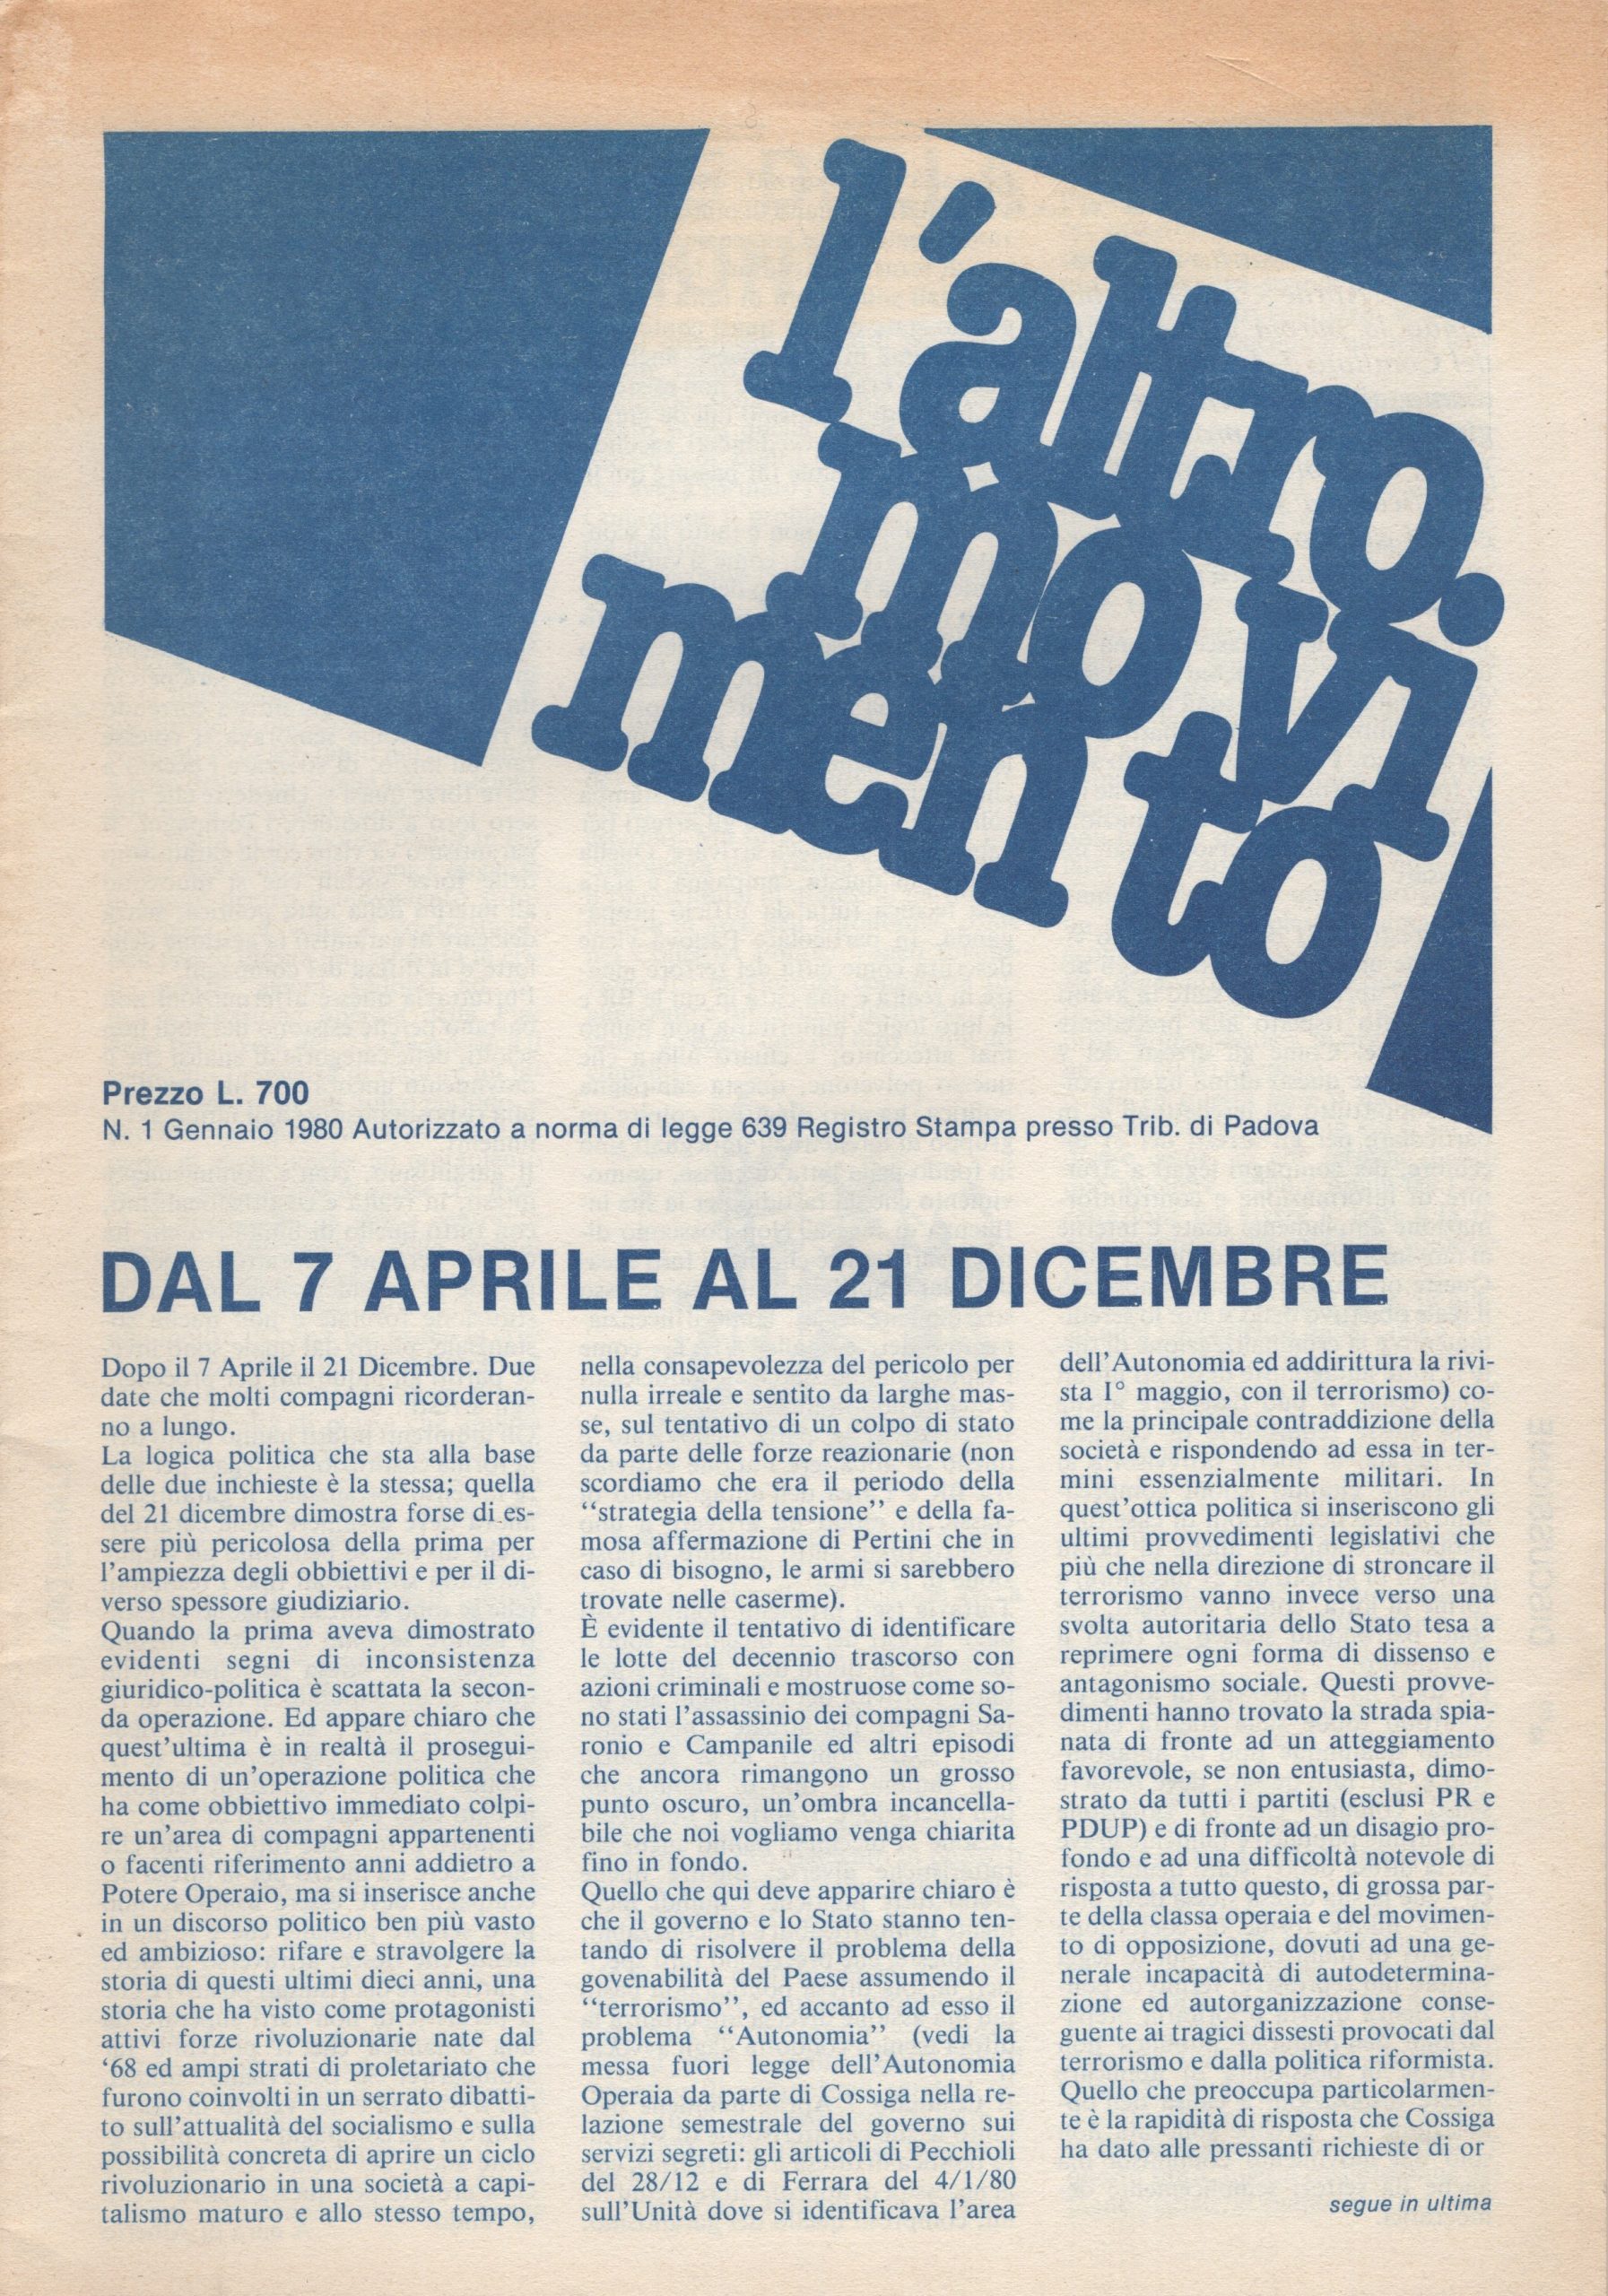 l'altro.
movi
mento
Prezzo L. 700
N. 1 Gennaio 1980 Autorizzato a norma di legge 639 Registro Stampa presso Trib. di Padova
DAL 7 APRILE AL 21 DICEMBRE
Dopo il 7 Aprile il 21 Dicembre. Due
date che molti compagni ricorderan-
no a lungo.
La logica politica che sta alla base
delle due inchieste è la stessa; quella
del 21 dicembre dimostra forse di es-
sere più pericolosa della prima per
l'ampiezza degli obbiettivi e per il di-
verso spessore giudiziario.
Quando la prima aveva dimostrato
evidenti segni di inconsistenza
giuridico-politica è scattata la secon-
da operazione. Ed appare chiaro che
quest'ultima è in realtà il prosegui-
mento di un'operazione politica che
ha come obbiettivo immediato colpi-
re un'area di compagni appartenenti
o facenti riferimento anni addietro a
Potere Operaio, ma si inserisce anche
in un discorso politico ben più vasto
ed ambizioso: rifare e stravolgere la
storia di questi ultimi dieci anni, una
storia che ha visto come protagonisti
attivi forze rivoluzionarie nate dal
'68 ed ampi strati di proletariato che
furono coinvolti in un serrato dibatti-
to sull'attualità del socialismo e sulla
possibilità concreta di aprire un ciclo
rivoluzionario in una società a capi-
talismo maturo e allo stesso tempo,
nella consapevolezza del pericolo per
nulla irreale e sentito da larghe mas-
se, sul tentativo di un colpo di stato
da parte delle forze reazionarie (non
scordiamo che era il periodo della
"strategia della tensione" e della fa-
mosa affermazione di Pertini che in
caso di bisogno, le armi si sarebbero
trovate nelle caserme).
È evidente il tentativo di identificare
le lotte del decennio trascorso con
azioni criminali e mostruose come so-
no stati l'assassinio dei compagni Sa-
ronio e Campanile ed altri episodi
che ancora rimangono un grosso
punto oscuro, un'ombra incancella-
bile che noi vogliamo venga chiarita
fino in fondo.
Quello che qui deve apparire chiaro è
che il governo e lo Stato stanno ten-
tando di risolvere il problema della
govenabilità del Paese assumendo il
"terrorismo", ed accanto ad esso il
problema "Autonomia" (vedi la
messa fuori legge dell'Autonomia
Operaia da parte di Cossiga nella re-
lazione semestrale del governo sui
servizi segreti: gli articoli di Pecchioli
del 28/12 e di Ferrara del 4/1/80
sull'Unità dove si identificava l'area
dell'Autonomia ed addirittura la rivi-
sta I° maggio, con il terrorismo) co-
me la principale contraddizione della
società e rispondendo ad essa in ter-
mini essenzialmente militari. In
quest'ottica politica si inseriscono gli
ultimi provvedimenti legislativi che
più che nella direzione di stroncare il
terrorismo vanno invece verso una
svolta autoritaria dello Stato tesa a
reprimere ogni forma di dissenso e
antagonismo sociale. Questi provve-
dimenti hanno trovato la strada spia-
nata di fronte ad un atteggiamento
favorevole, se non entusiasta, dimo-
strato da tutti i partiti (esclusi PR e
PDUP) e di fronte ad un disagio pro-
fondo e ad una difficoltà notevole di
risposta a tutto questo, di grossa par-
te della classa operaia e del movimen-
to di opposizione, dovuti ad una ge-
nerale incapacità di autodetermina-
zione ed autorganizzazione conse-
guente ai tragici dissesti provocati dal
terrorismo e dalla politica riformista.
Quello che preoccupa particolarmen-
te è la rapidità di risposta che Cossiga
ha dato alle pressanti richieste di or
segue in ultima